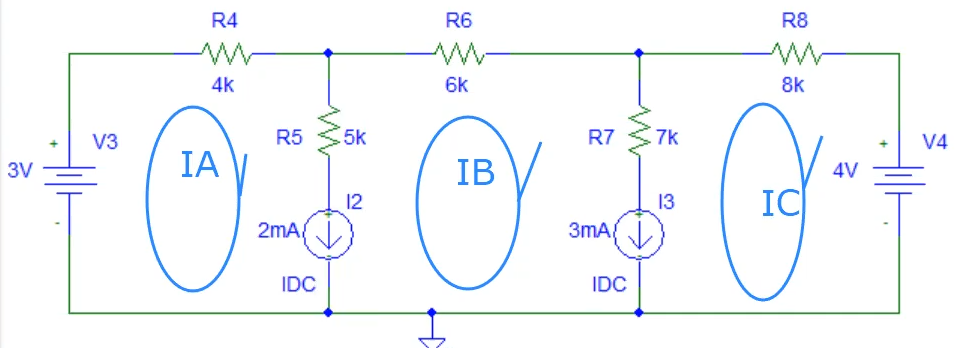 R4 R6 R8
4k 6k 8k
V3 R5 5k R7 7k V4
+ +
3V IA IB IC 4V
- -
I2 I3
2mA 3mA
+ +
- -
IDC IDC